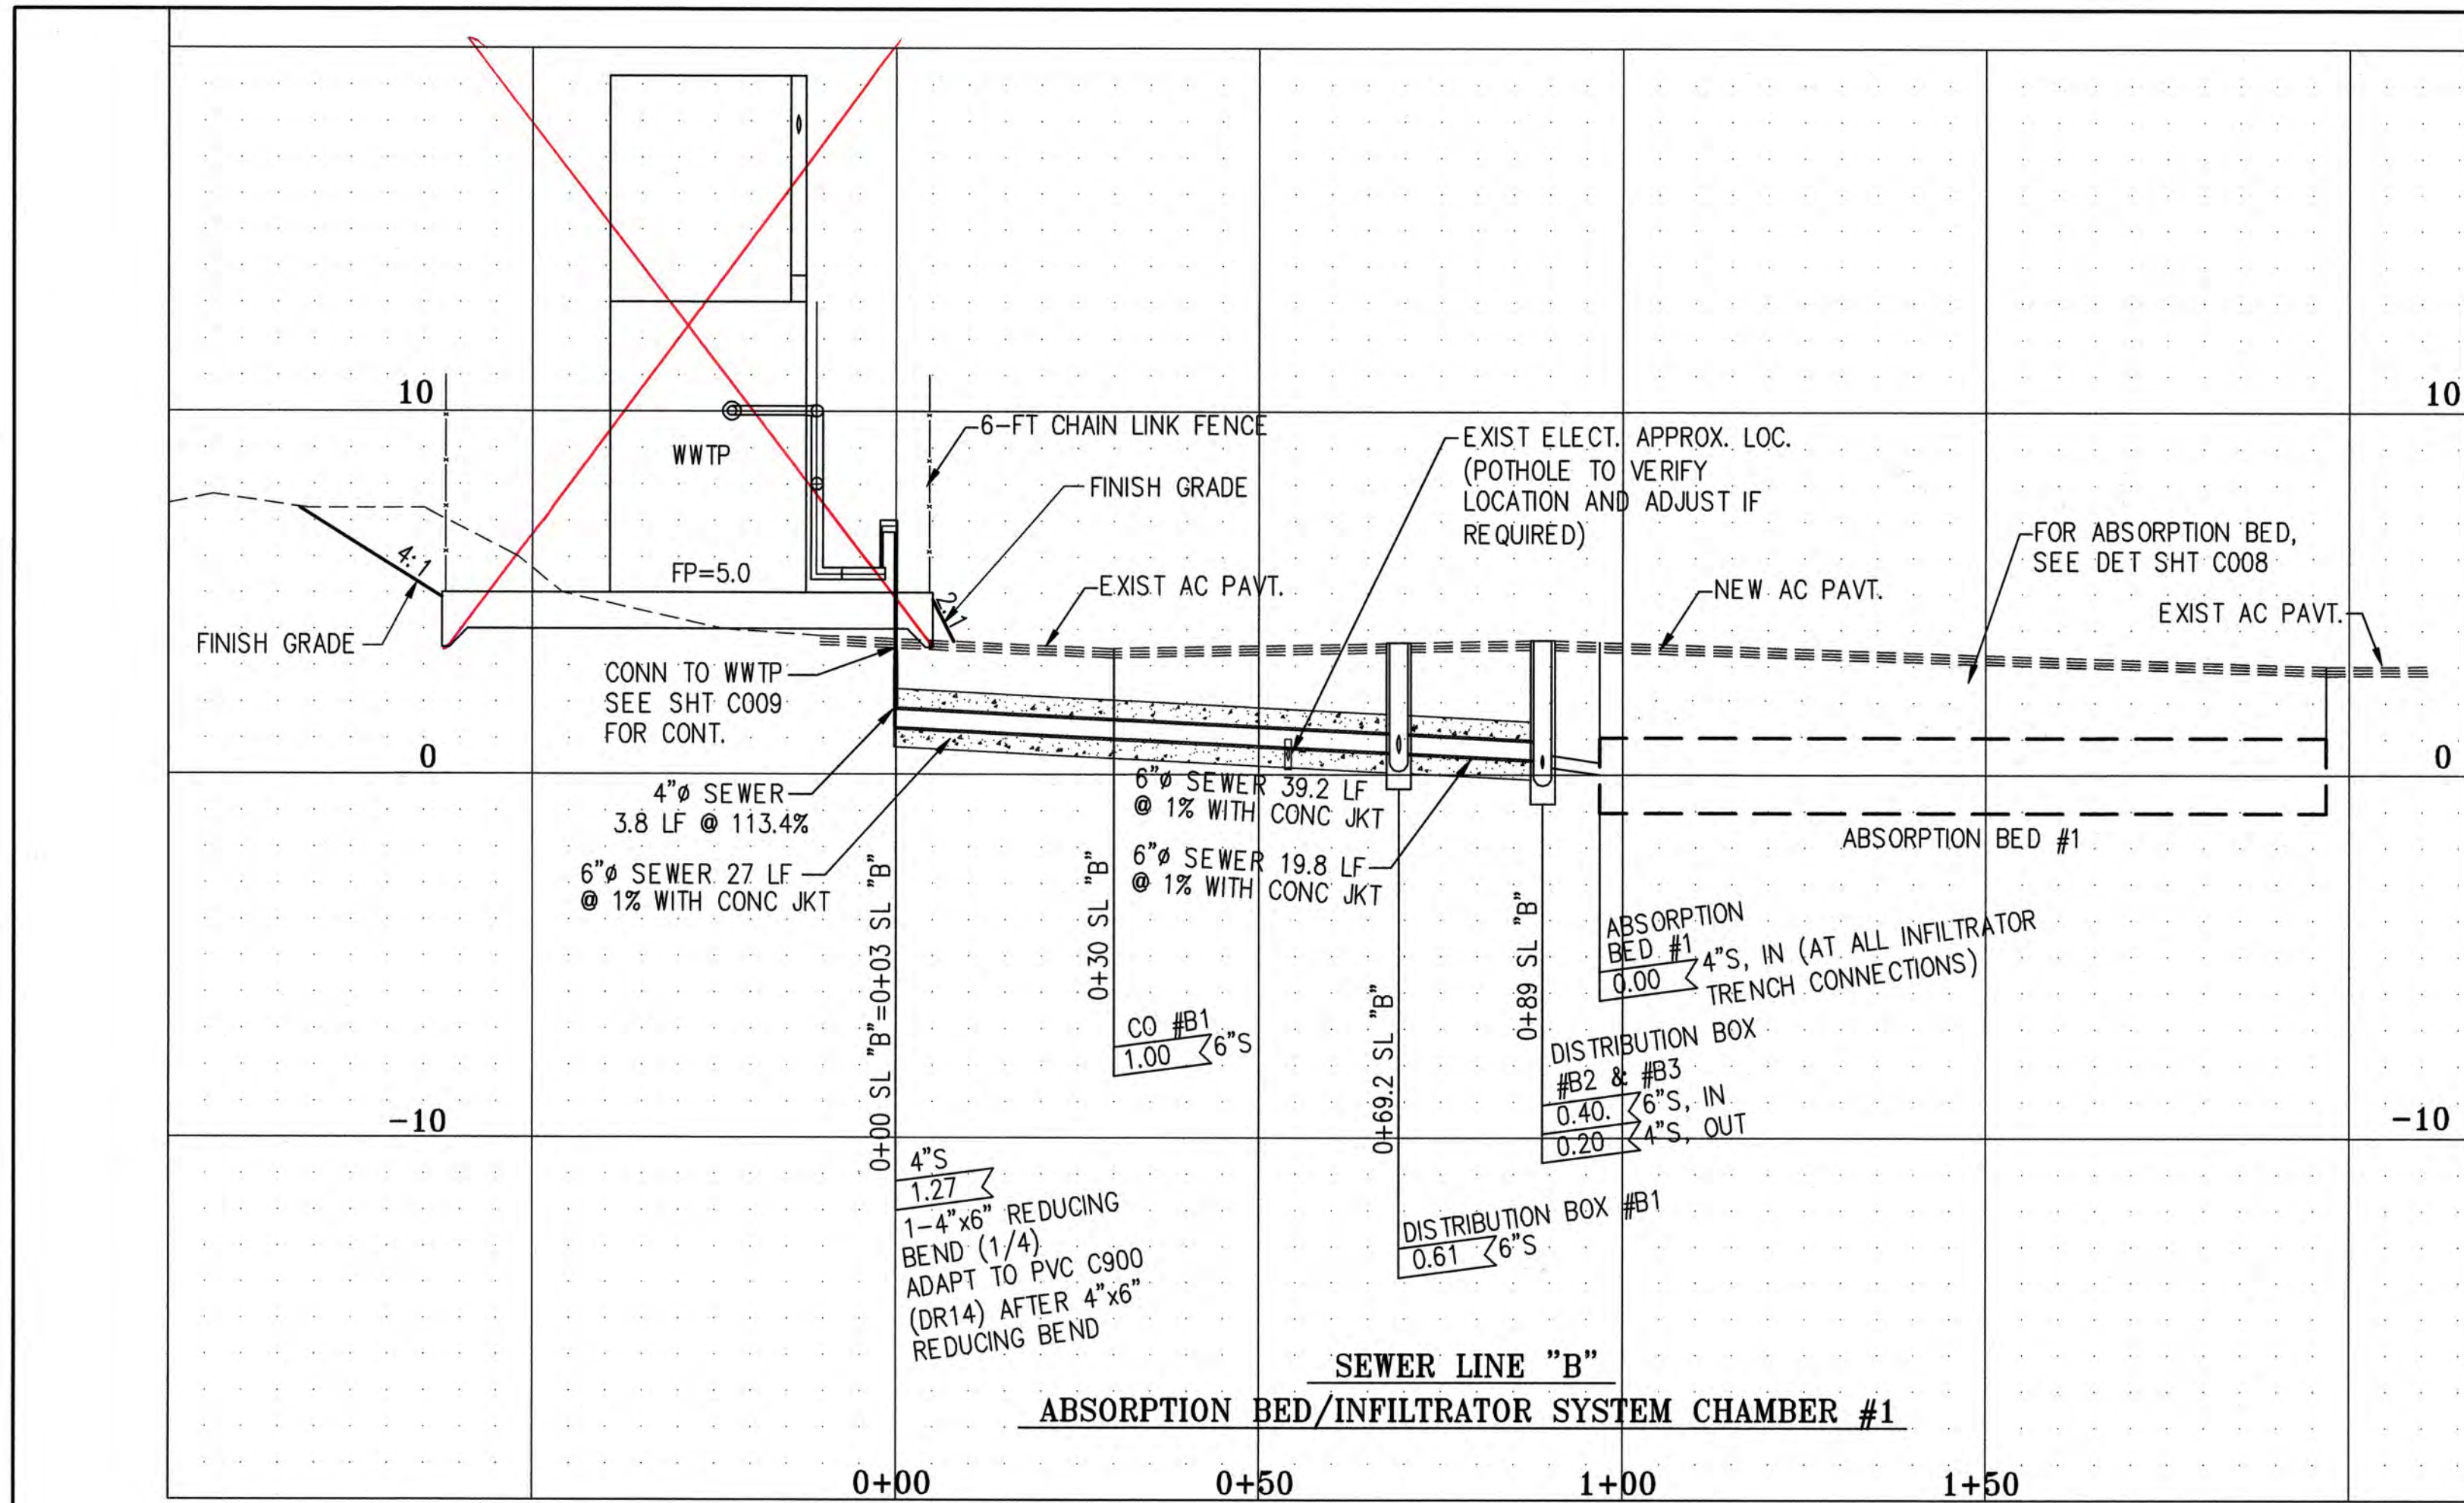 10
10
WWTP
6-FT CHAIN LINK FENCE
FINISH GRADE
EXIST ELECT. APPROX. LOC.
(POTHOLE TO VERIFY
LOCATION AND ADJUST IF
REQUIRED)
FOR ABSORPTION BED,
SEE DET SHT C008
4:1
FP=5.0
2:1
EXIST AC PAVT.
NEW AC PAVT.
EXIST AC PAVT.
FINISH GRADE
CONN TO WWTP
SEE SHT C009
FOR CONT.
0
0
4"ø SEWER
3.8 LF @ 113.4%
6"ø SEWER 39.2 LF
@ 1% WITH CONC JKT
6"ø SEWER 27 LF
@ 1% WITH CONC JKT
6"ø SEWER 19.8 LF
@ 1% WITH CONC JKT
ABSORPTION BED #1
0+00 SL "B"=0+03 SL "B"
0+30 SL "B"
0+69.2 SL "B"
0+89 SL "B"
ABSORPTION
BED #1
0.00 4"S, IN (AT ALL INFILTRATOR
TRENCH CONNECTIONS)
CO #B1
1.00 6"S
DISTRIBUTION BOX
#B2 & #B3
0.40. 6"S, IN
0.20 4"S, OUT
-10
-10
4"S
1.27
1-4"x6" REDUCING
BEND (1/4)
ADAPT TO PVC C900
(DR14) AFTER 4"x6"
REDUCING BEND
DISTRIBUTION BOX #B1
0.61 6"S
SEWER LINE "B"
ABSORPTION BED/INFILTRATOR SYSTEM CHAMBER #1
0+00
0+50
1+00
1+50